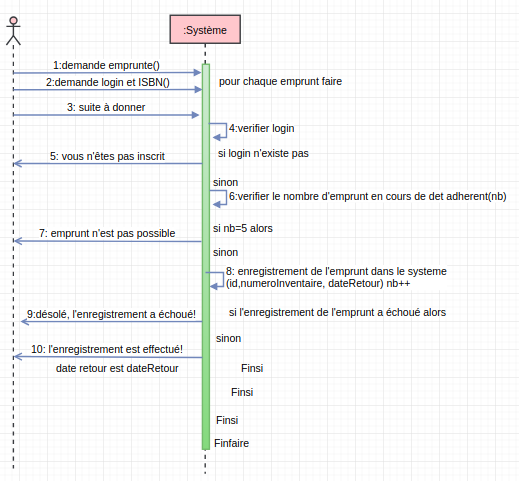 :Système
1:demande emprunte()
pour chaque emprunt faire
2:demande login et ISBN()
3: suite à donner
4:verifier login
5: vous n'êtes pas inscrit
si login n'existe pas
sinon
6:verifier le nombre d'emprunt en cours de det adherent(nb)
si nb=5 alors
7: emprunt n'est pas possible
sinon
8: enregistrement de l'emprunt dans le systeme
(id,numeroInventaire, dateRetour) nb++
9:désolé, l'enregistrement a échoué!
si l'enregistrement de l'emprunt a échoué alors
sinon
10: l'enregistrement est effectué!
date retour est dateRetour
Finsi
Finsi
Finsi
Finfaire